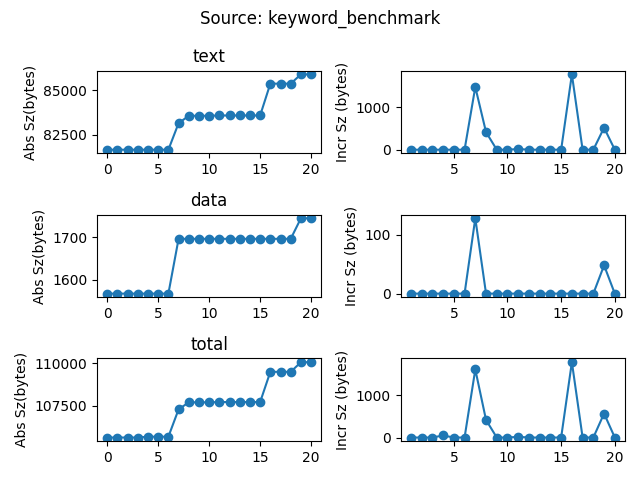 Source: keyword_benchmark
text
Abs Sz(bytes)
85000
82500
0 5 10 15 20
Incr Sz (bytes)
1000
0
5 10 15 20
data
Abs Sz(bytes)
1700
1600
0 5 10 15 20
Incr Sz (bytes)
100
0
5 10 15 20
total
Abs Sz(bytes)
110000
107500
0 5 10 15 20
Incr Sz (bytes)
1000
0
5 10 15 20